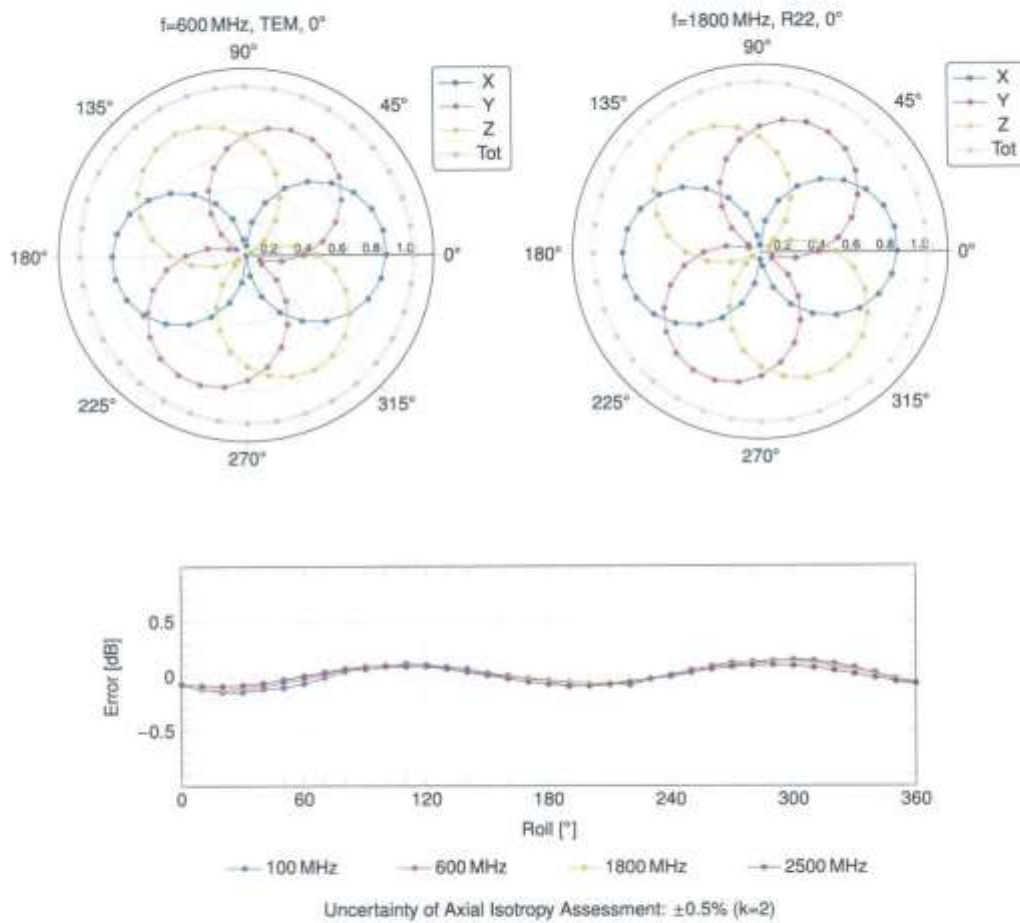 f=600 MHz, TEM, 0°
f=1800 MHz, R22, 0°
90°
90°
135°
45°
135°
45°
X
Y
Z
Tot
X
Y
Z
Tot
180°
0.2 0.4 0.6 0.8 1.0
0°
180°
0.2 0.4 0.6 0.8 1.0
0°
225°
315°
225°
315°
270°
270°
Error [dB]
0.5
0
−0.5
0 60 120 180 240 300 360
Roll [°]
100 MHz 600 MHz 1800 MHz 2500 MHz
Uncertainty of Axial Isotropy Assessment: ±0.5% (k=2)